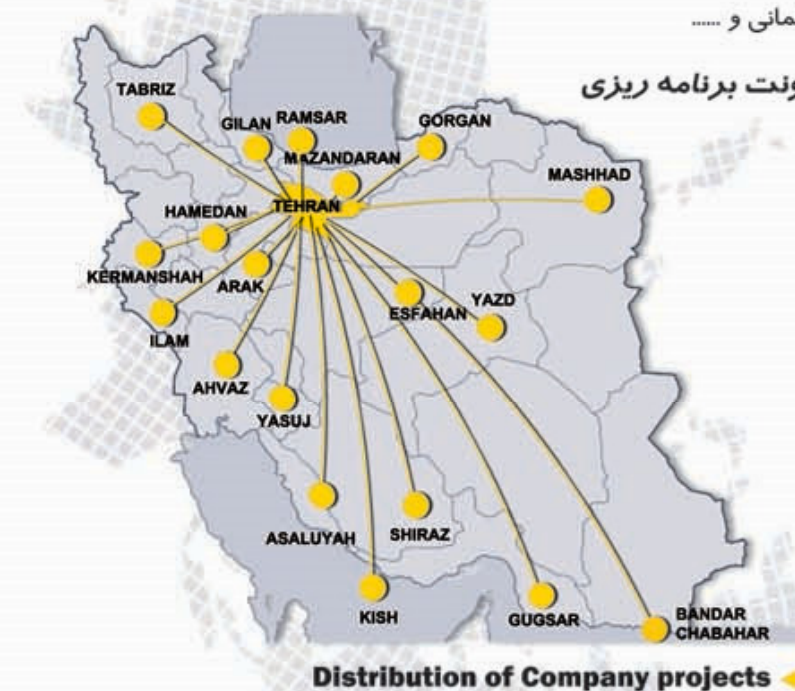 مانی و ......
ونت برنامه ریزی
TABRIZ
GILAN
RAMSAR
GORGAN
MAZANDARAN
MASHHAD
HAMEDAN
TEHRAN
KERMANSHAH
ARAK
ESFAHAN
YAZD
ILAM
AHVAZ
YASUJ
ASALUYAH
SHIRAZ
KISH
GUGSAR
BANDAR
CHABAHAR
Distribution of Company projects